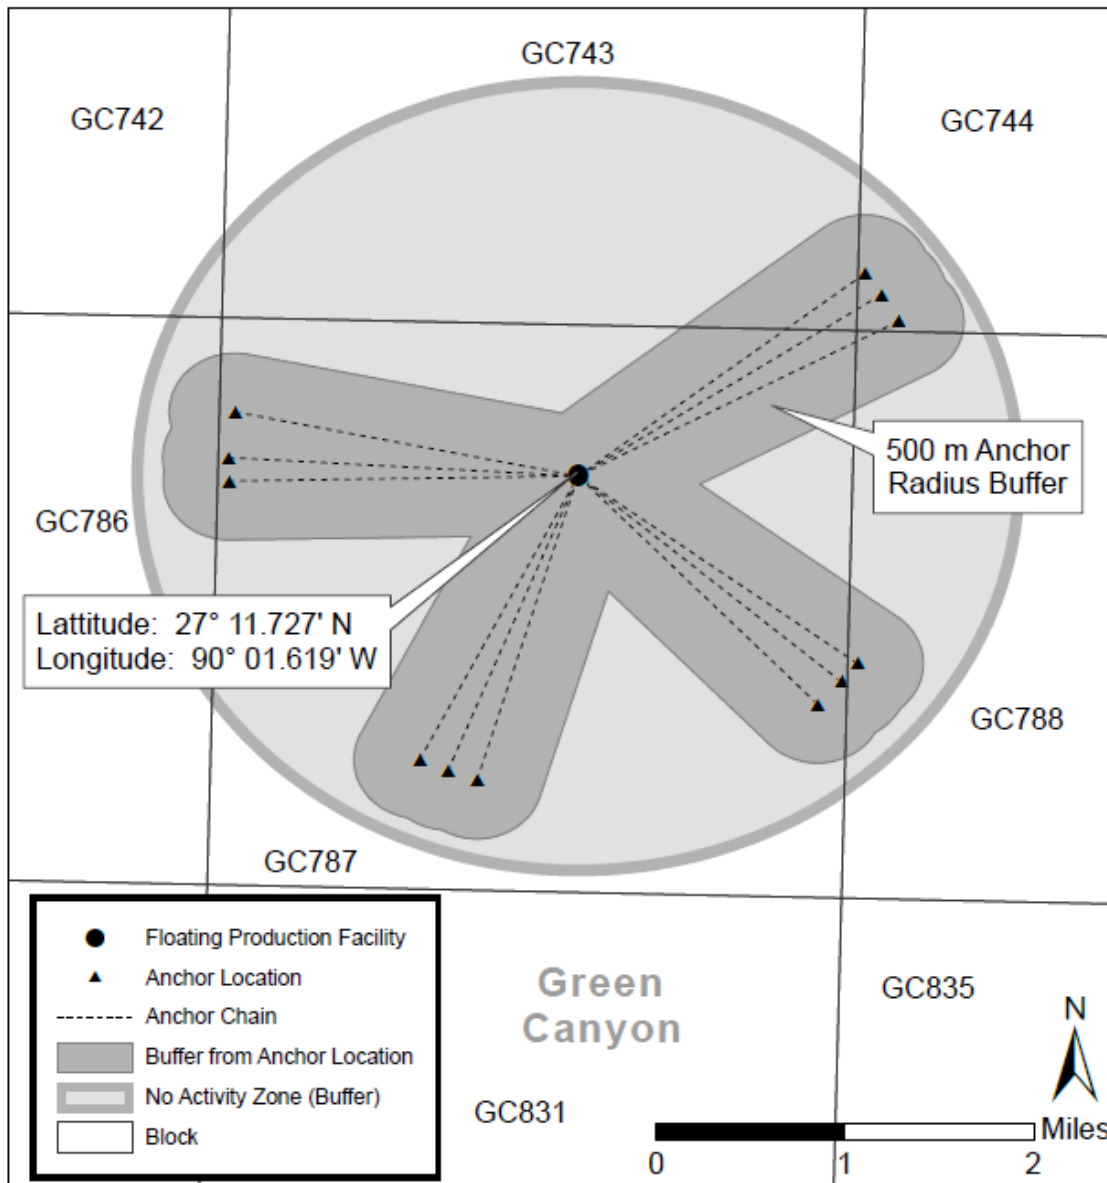 GC743
GC742
GC744
500 m Anchor
Radius Buffer
GC786
Lattitude:  27° 11.727' N
Longitude:  90° 01.619' W
GC788
GC787
Floating Production Facility
Anchor Location
Anchor Chain
Buffer from Anchor Location
No Activity Zone (Buffer)
Block
Green
Canyon
GC835
N
GC831
Miles
0 1 2